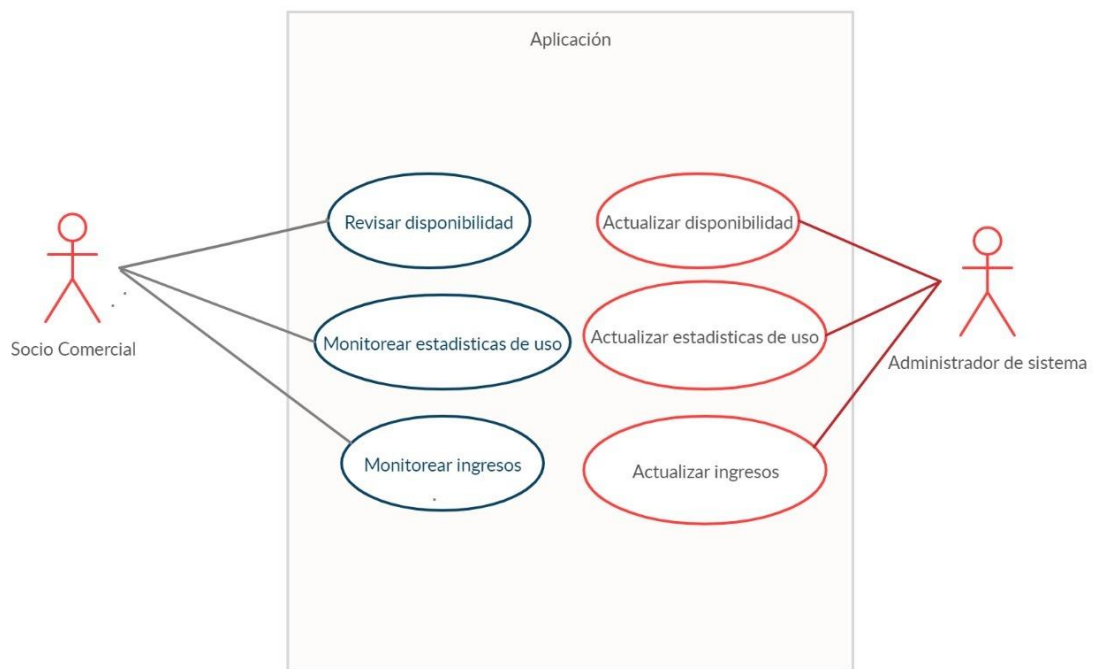 Aplicación
Revisar disponibilidad
Actualizar disponibilidad
Socio Comercial
Monitorear estadisticas de uso
Actualizar estadisticas de uso
Administrador de sistema
Monitorear ingresos
Actualizar ingresos